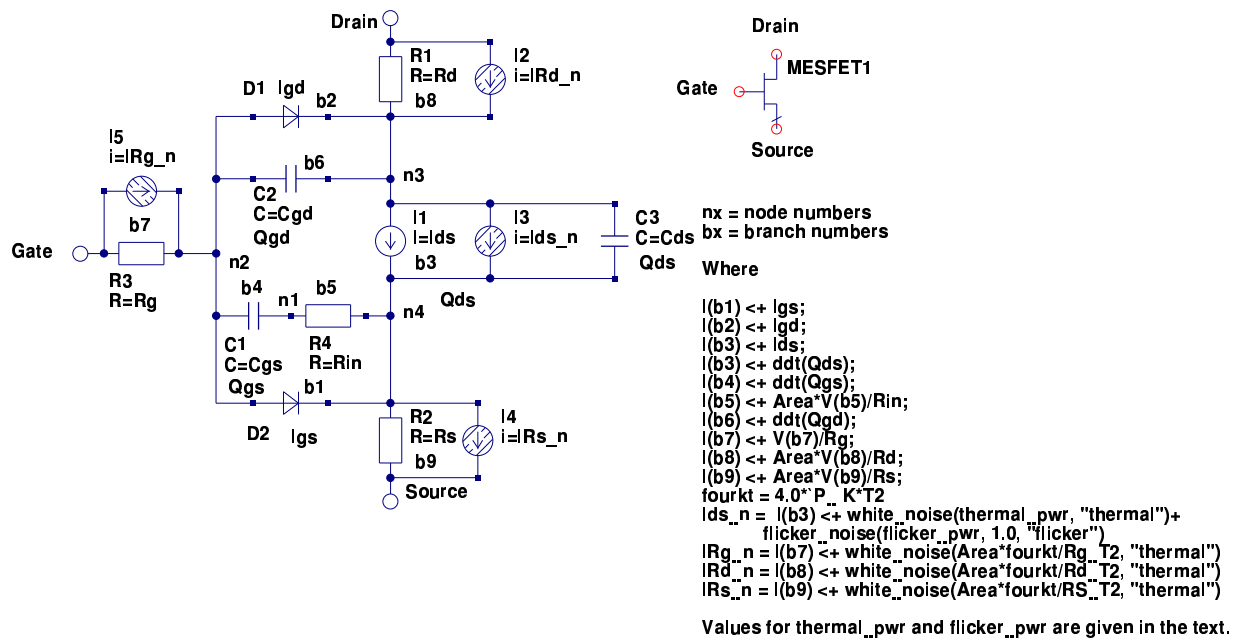 Drain
R1
R=Rd
b8
I2
i=IRd_n
D1
Igd
b2
I5
i=IRg_n
b7
Gate
R3
R=Rg
n2
b6
C2
C=Cgd
Qgd
n3
I1
I=Ids
b3
I3
i=Ids_n
C3
C=Cds
Qds
Qds
b4
n1
b5
n4
C1
C=Cgs
Qgs
R4
R=Rin
b1
D2
Igs
R2
R=Rs
b9
I4
i=IRs_n
Source
Drain
MESFET1
Gate
Source
nx = node numbers
bx = branch numbers
Where
I(b1) <+ Igs;
I(b2) <+ Igd;
I(b3) <+ Ids;
I(b3) <+ ddt(Qds);
I(b4) <+ ddt(Qgs);
I(b5) <+ Area*V(b5)/Rin;
I(b6) <+ ddt(Qgd);
I(b7) <+ V(b7)/Rg;
I(b8) <+ Area*V(b8)/Rd;
I(b9) <+ Area*V(b9)/Rs;
fourkt = 4.0*`P_K*T2
Ids_n = I(b3) <+ white_noise(thermal_pwr, "thermal")+
flicker_noise(flicker_pwr, 1.0, "flicker")
IRg_n = I(b7) <+ white_noise(Area*fourkt/Rg_T2, "thermal")
IRd_n = I(b8) <+ white_noise(Area*fourkt/Rd_T2, "thermal")
IRs_n = I(b9) <+ white_noise(Area*fourkt/RS_T2, "thermal")
Values for thermal_pwr and flicker_pwr are given in the text.